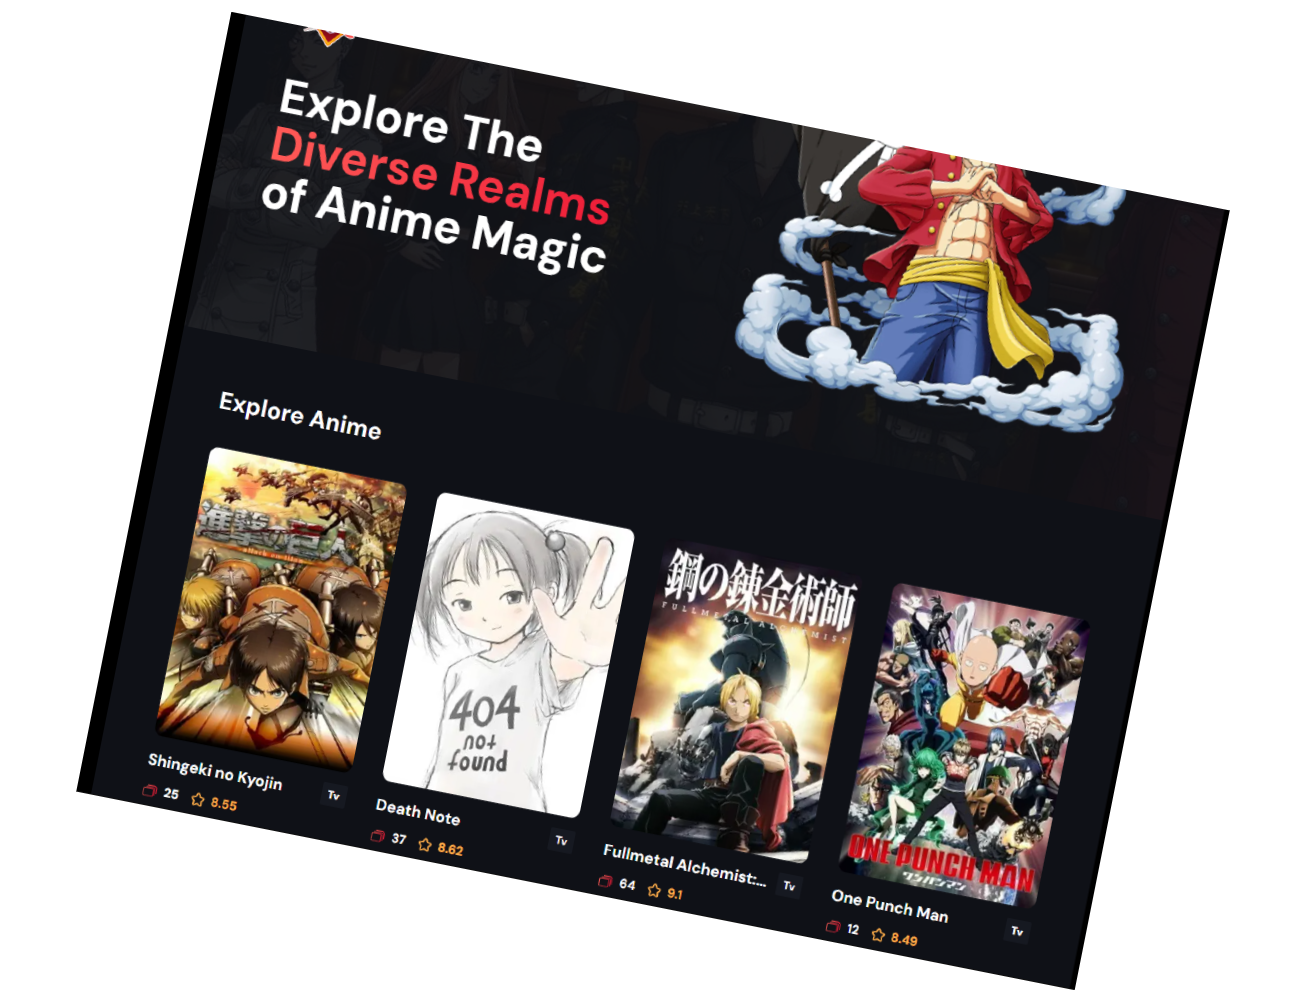 Explore The
Diverse Realms
of Anime Magic
Explore Anime
進撃の巨人
attack on titan
404
not
found
鋼の錬金術師
FULLMETAL ALCHEMIST
ONE PUNCH MAN
ワンパンマン
Shingeki no Kyojin
Tv
25
8.55
Death Note
Tv
37
8.62
Fullmetal Alchemist:...
Tv
64
9.1
One Punch Man
Tv
12
8.49